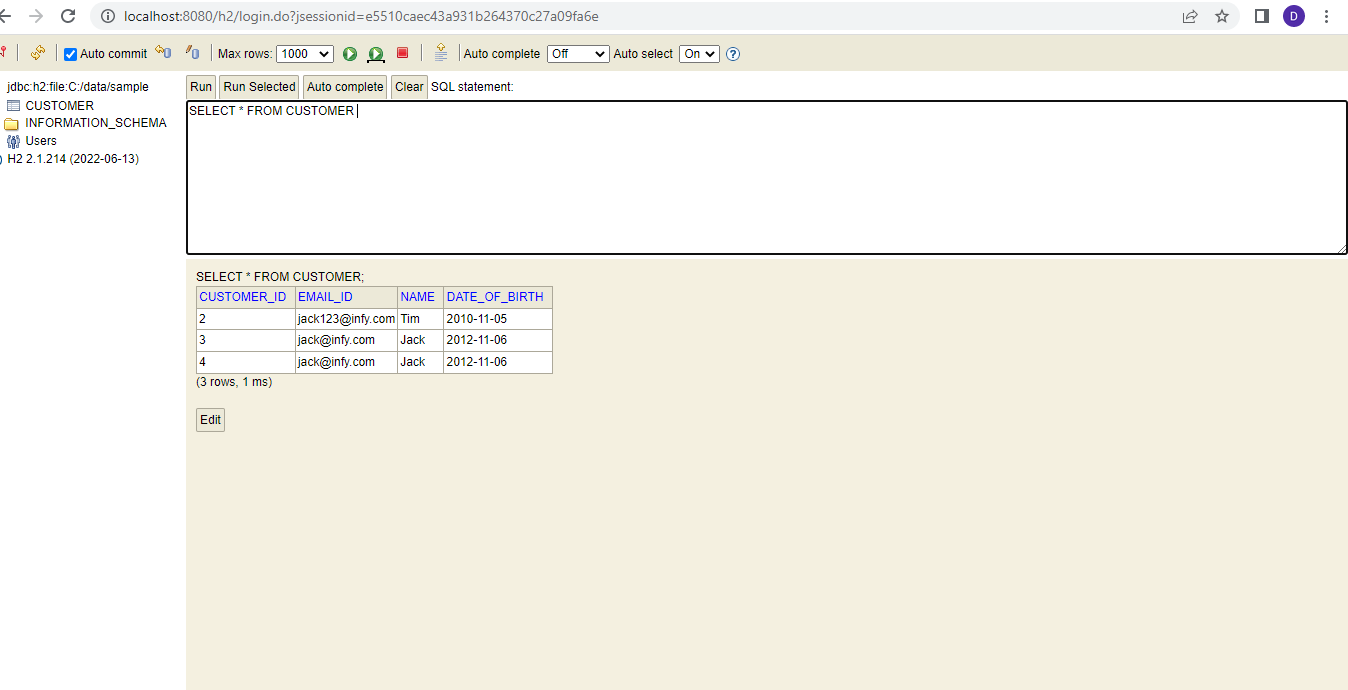 localhost:8080/h2/login.do?jsessionid=e5510caec43a931b264370c27a09fa6e
D
Auto commit Max rows: 1000 Auto complete Off Auto select On ?
jdbc:h2:file:C:/data/sample
CUSTOMER
INFORMATION_SCHEMA
Users
H2 2.1.214 (2022-06-13)
Run Run Selected Auto complete Clear SQL statement:
SELECT * FROM CUSTOMER
SELECT * FROM CUSTOMER;
CUSTOMER_ID EMAIL_ID NAME DATE_OF_BIRTH
2 jack123@infy.com Tim 2010-11-05
3 jack@infy.com Jack 2012-11-06
4 jack@infy.com Jack 2012-11-06
(3 rows, 1 ms)
Edit